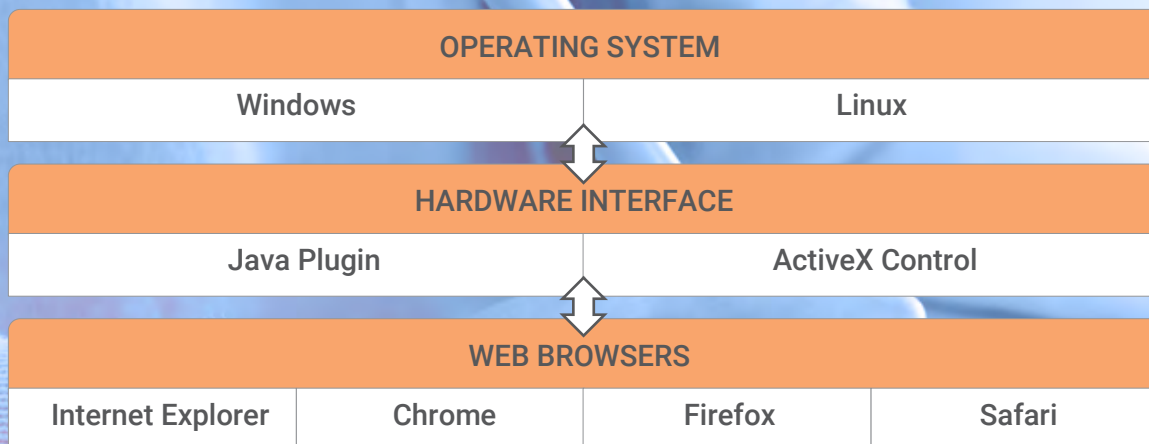 OPERATING SYSTEM
Windows Linux
HARDWARE INTERFACE
Java Plugin ActiveX Control
WEB BROWSERS
Internet Explorer Chrome Firefox Safari